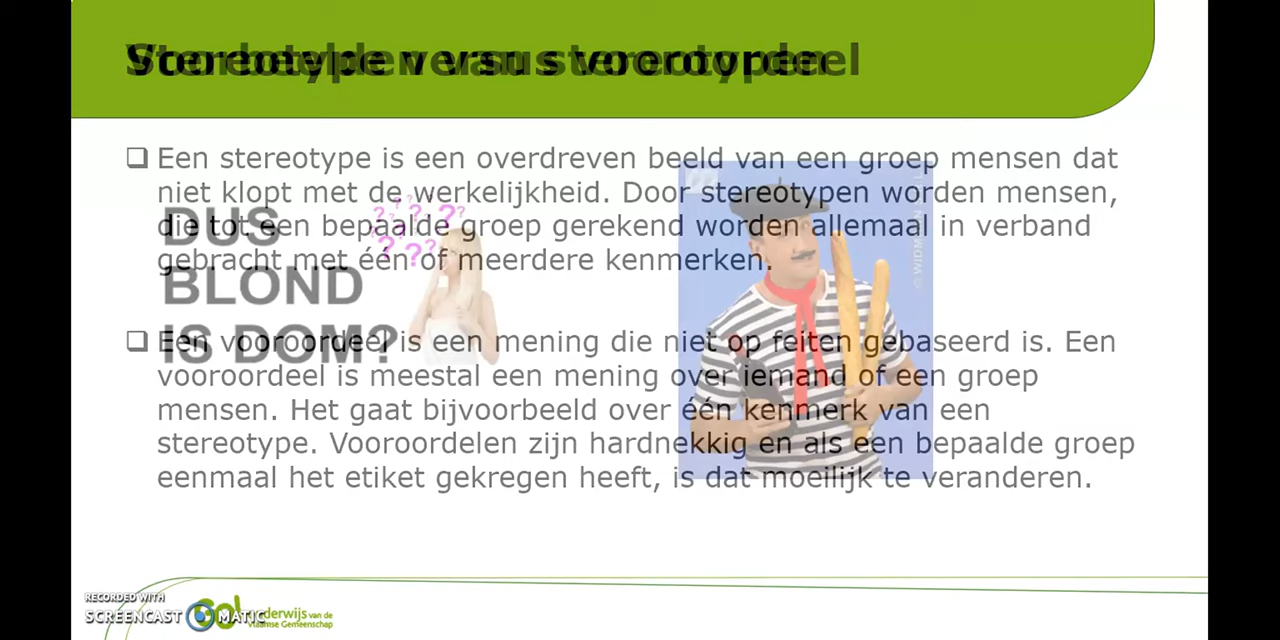 Stereotype versus vooroordeel
Voorbeelden van stereotypen
Een stereotype is een overdreven beeld van een groep mensen dat
niet klopt met de werkelijkheid. Door stereotypen worden mensen,
die tot een bepaalde groep gerekend worden allemaal in verband
gebracht met één of meerdere kenmerken.
DUS
BLOND
IS DOM?
Een vooroordeel is een mening die niet op feiten gebaseerd is. Een
vooroordeel is meestal een mening over iemand of een groep
mensen. Het gaat bijvoorbeeld over één kenmerk van een
stereotype. Vooroordelen zijn hardnekkig en als een bepaalde groep
eenmaal het etiket gekregen heeft, is dat moeilijk te veranderen.
RECORDED WITH
SCREENCAST MATIC
go! onderwijs van de
Vlaamse Gemeenschap